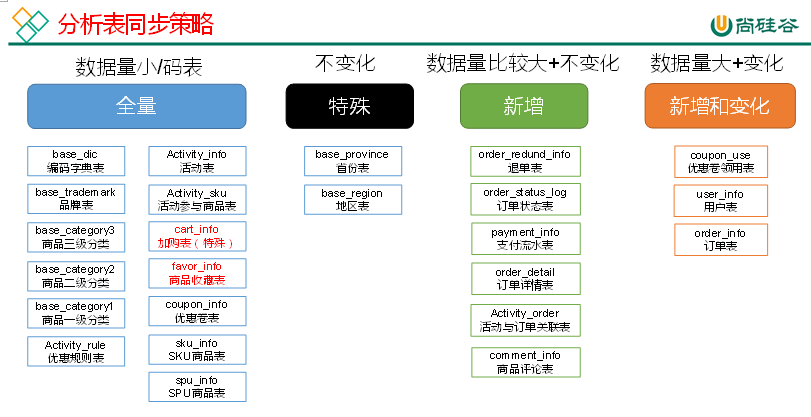 分析表同步策略
尚硅谷
数据量小/码表
不变化
数据量比较大+不变化
数据量大+变化
全量
特殊
新增
新增和变化
base_dic
编码字典表
base_trademark
品牌表
base_category3
商品三级分类
base_category2
商品二级分类
base_category1
商品一级分类
Activity_rule
优惠规则表
Activity_info
活动表
Activity_sku
活动参与商品表
cart_info
加购表（特殊）
favor_info
商品收藏表
coupon_info
优惠卷表
sku_info
SKU商品表
spu_info
SPU商品表
base_province
首份表
base_region
地区表
order_redund_info
退单表
order_status_log
订单状态表
payment_info
支付流水表
order_detail
订单详情表
Activity_order
活动与订单关联表
comment_info
商品评论表
coupon_use
优惠卷领用表
user_info
用户表
order_info
订单表